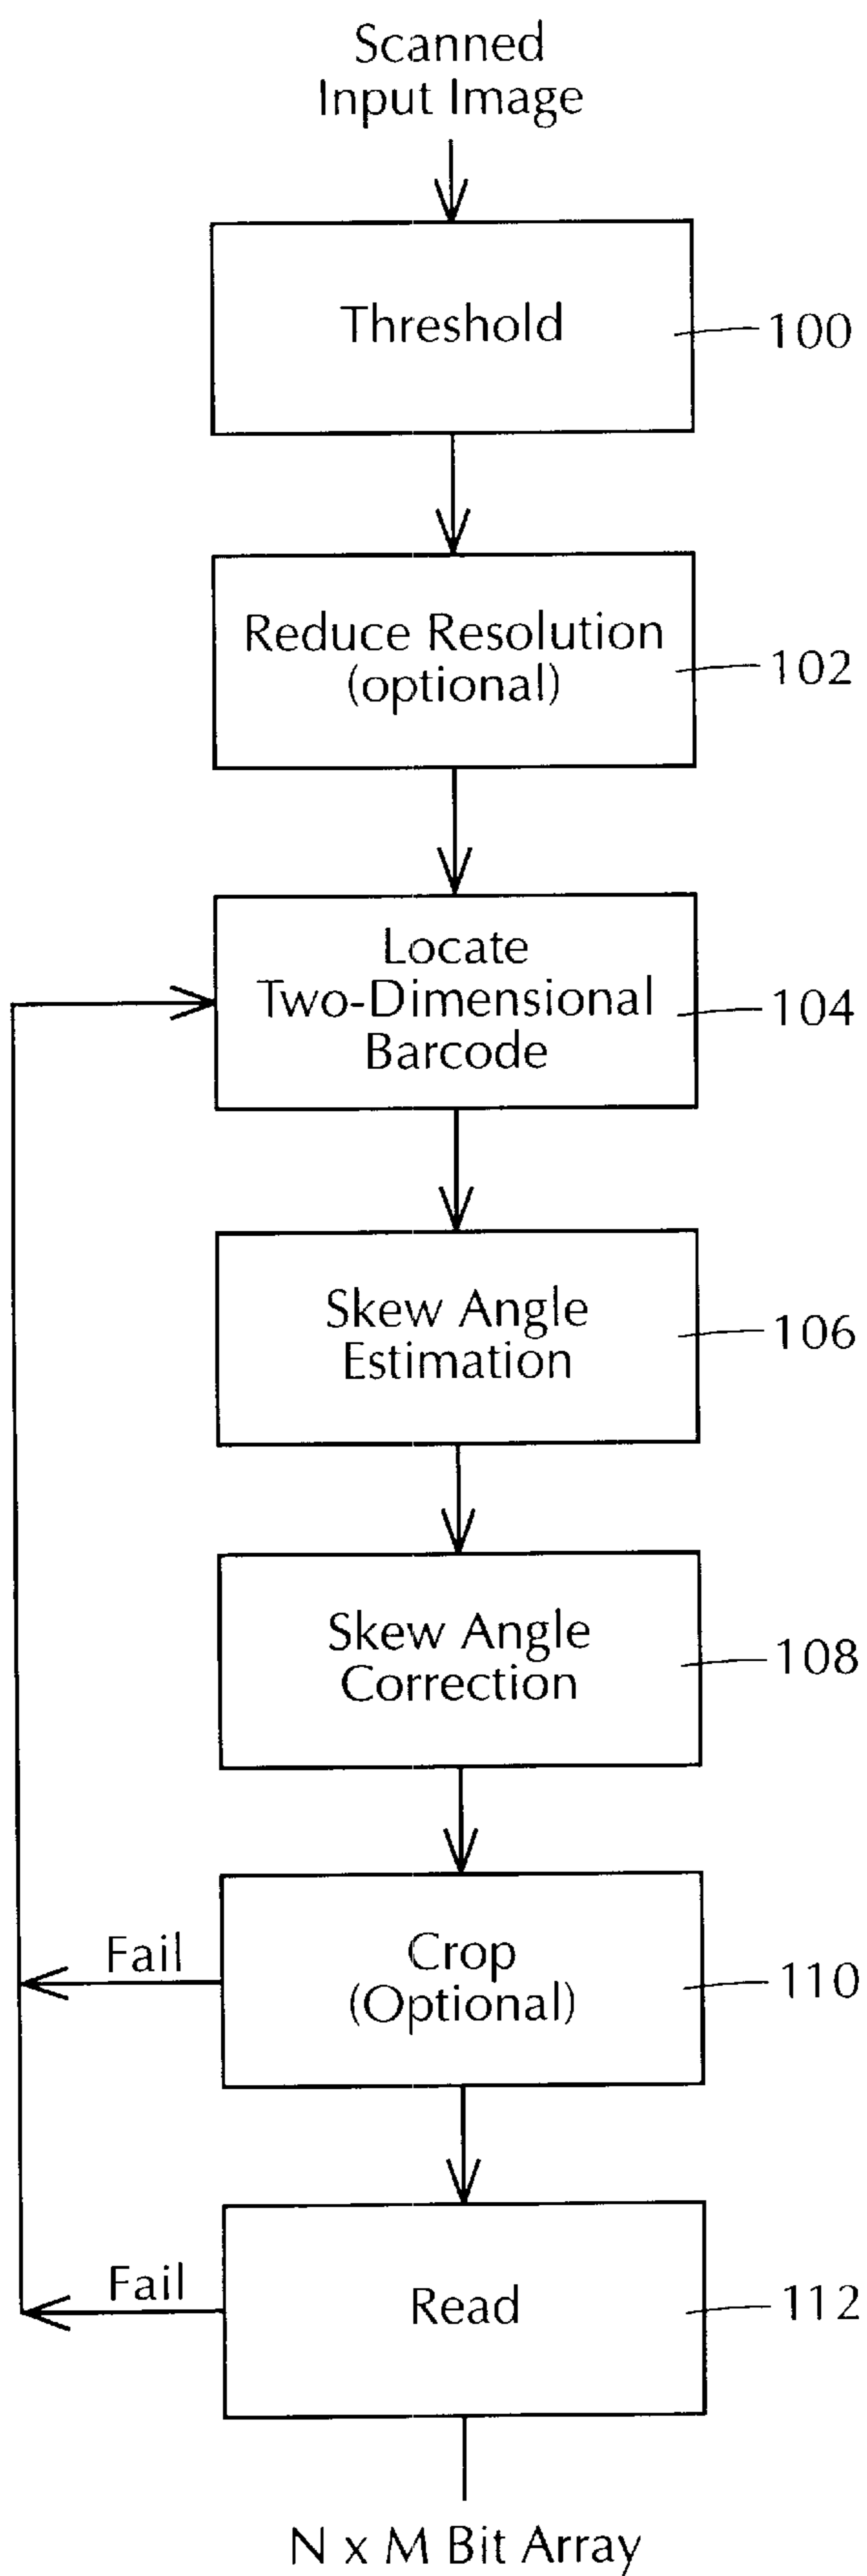 Scanned
Input Image
Threshold
100
Reduce Resolution
(optional)
102
Locate
Two-Dimensional
Barcode
104
Skew Angle
Estimation
106
Skew Angle
Correction
108
Fail
Crop
(Optional)
110
Fail
Read
112
N x M Bit Array